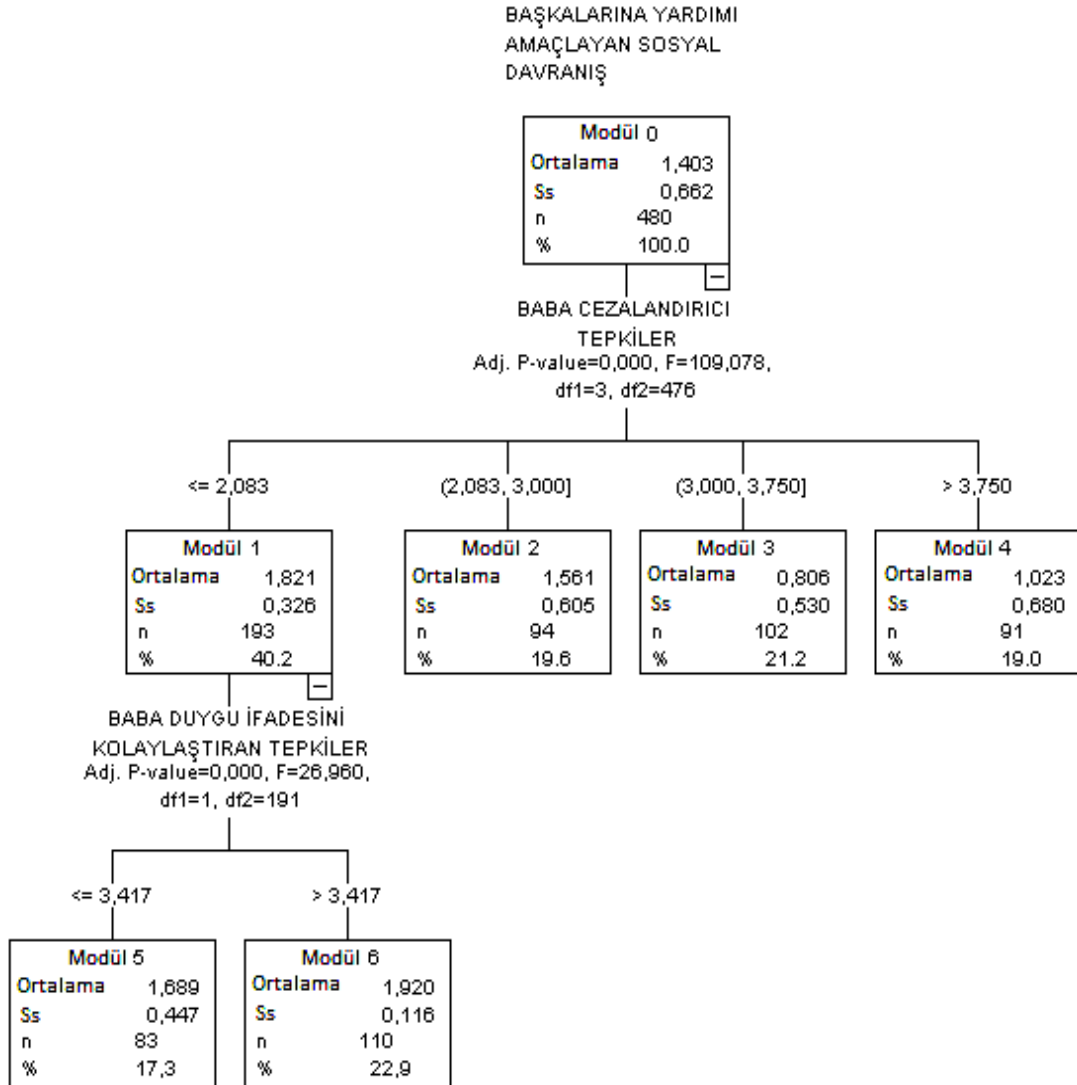 BAŞKALARINA YARDIMI
AMAÇLAYAN SOSYAL
DAVRANIŞ
Modül 0
Ortalama 1,403
Ss 0,662
n 480
% 100.0
BABA CEZALANDIRICI
TEPKİLER
Adj. P-value=0,000, F=109,078,
df1=3, df2=476
<= 2,083
(2,083, 3,000]
(3,000, 3,750]
> 3,750
Modül 1
Ortalama 1,821
Ss 0,326
n 193
% 40.2
Modül 2
Ortalama 1,561
Ss 0,605
n 94
% 19.6
Modül 3
Ortalama 0,806
Ss 0,530
n 102
% 21.2
Modül 4
Ortalama 1,023
Ss 0,680
n 91
% 19.0
BABA DUYGU İFADESİNİ
KOLAYLAŞTIRAN TEPKİLER
Adj. P-value=0,000, F=26,960,
df1=1, df2=191
<= 3,417
> 3,417
Modül 5
Ortalama 1,689
Ss 0,447
n 83
% 17,3
Modül 6
Ortalama 1,920
Ss 0,116
n 110
% 22,9